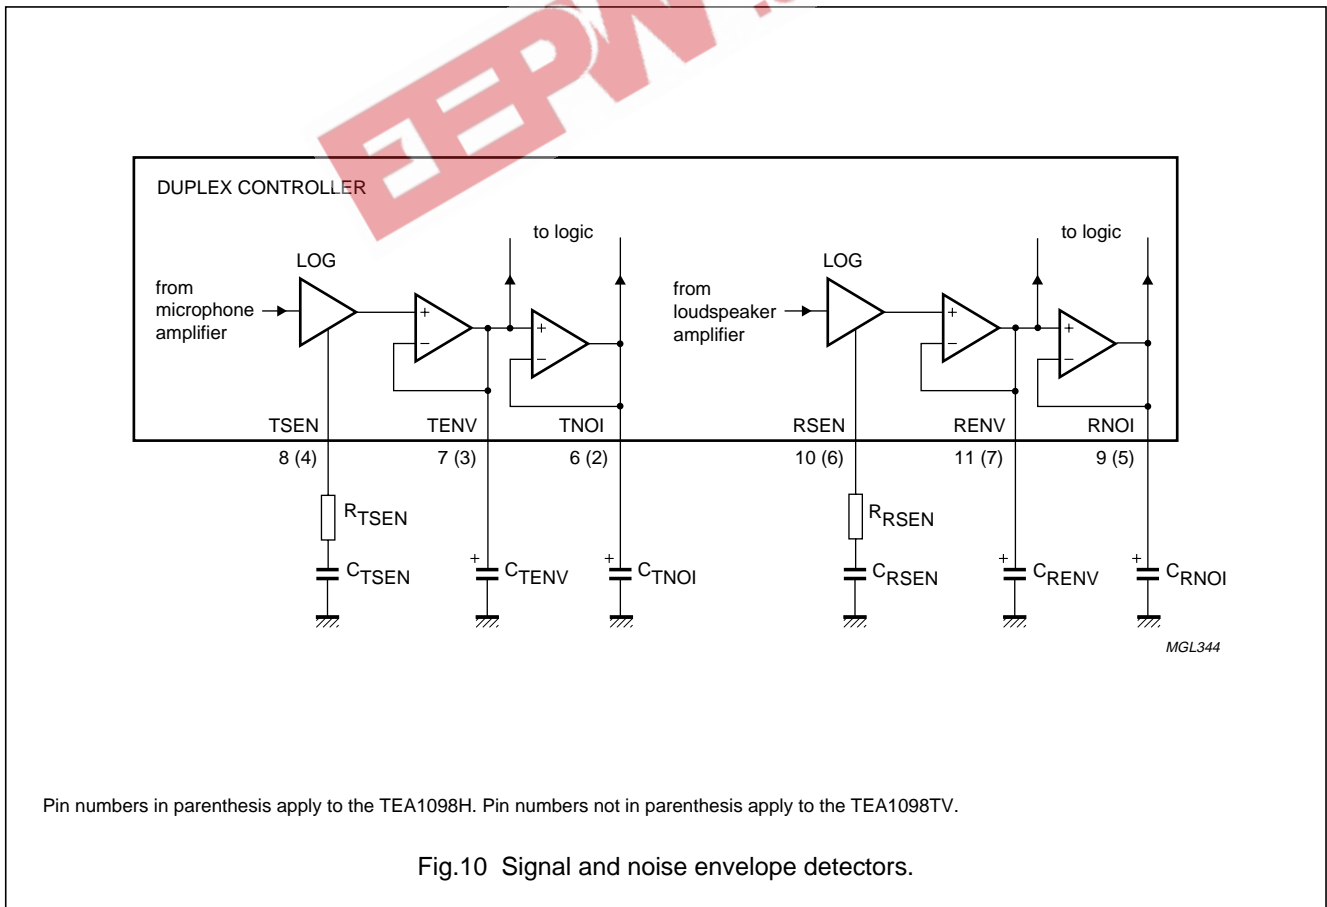 EEPW
DUPLEX CONTROLLER
to logic
to logic
LOG
LOG
from
microphone
amplifier
from
loudspeaker
amplifier
+
−
+
−
+
−
+
−
TSEN
TENV
TNOI
RSEN
RENV
RNOI
8 (4)
7 (3)
6 (2)
10 (6)
11 (7)
9 (5)
RTSEN
RRSEN
+
+
+
+
CTSEN
CTENV
CTNOI
CRSEN
CRENV
CRNOI
MGL344
Pin numbers in parenthesis apply to the TEA1098H. Pin numbers not in parenthesis apply to the TEA1098TV.
Fig.10 Signal and noise envelope detectors.